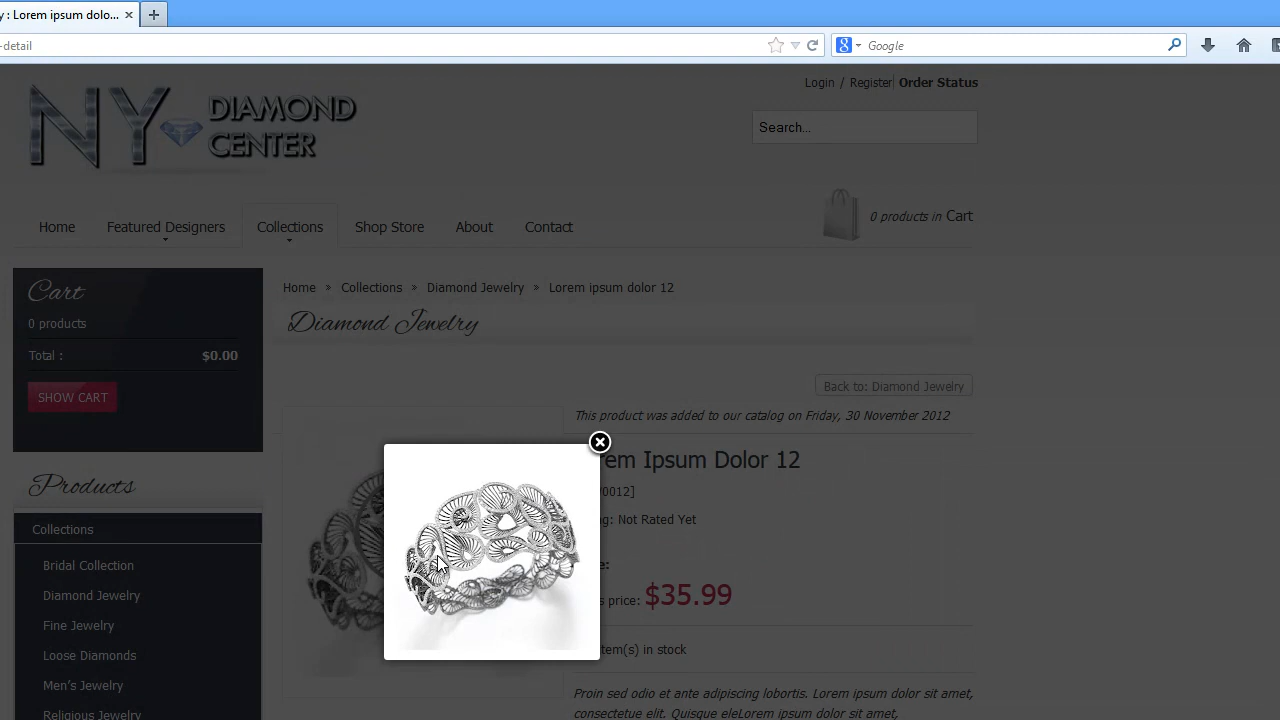 y : Lorem ipsum dolo...
-detail
Google
Login / Register Order Status
NY DIAMOND CENTER
Search...
0 products in Cart
Home Featured Designers Collections Shop Store About Contact
Cart
0 products
Total : $0.00
SHOW CART
Products
Collections
Bridal Collection
Diamond Jewelry
Fine Jewelry
Loose Diamonds
Men's Jewelry
Religious Jewelry
Home » Collections » Diamond Jewelry » Lorem ipsum dolor 12
Diamond Jewelry
Back to: Diamond Jewelry
This product was added to our catalog on Friday, 30 November 2012
rem Ipsum Dolor 12
0012]
g: Not Rated Yet
e:
s price: $35.99
tem(s) in stock
Proin sed odio et ante adipiscing lobortis. Lorem ipsum dolor sit amet,
consectetue elit. Quisque eleLorem ipsum dolor sit amet,